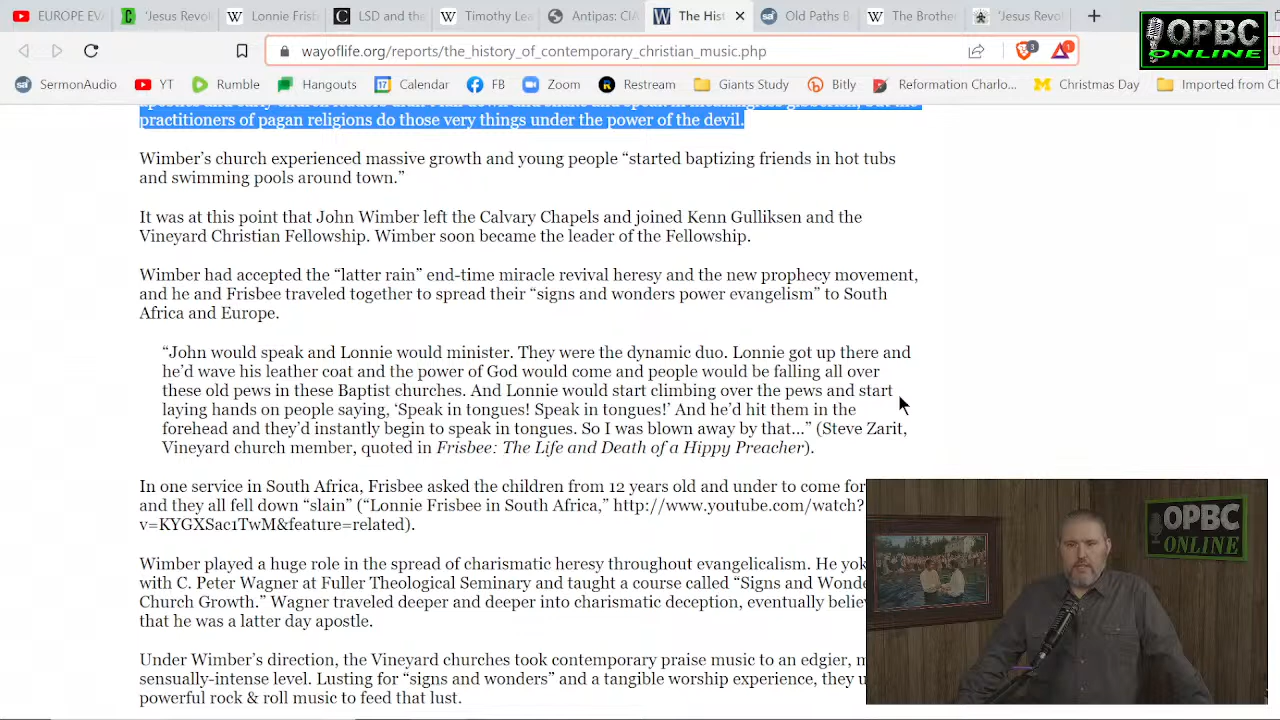 EUROPE EVA
'Jesus Revol
Lonnie Frisb
LSD and the
Timothy Lea
Antipas: CIA
The Hist
Old Paths B
The Brother
'Jesus Revol
OPBC
ONLINE
wayoflife.org/reports/the_history_of_contemporary_christian_music.php
3
1
SermonAudio
YT
Rumble
Hangouts
17 Calendar
FB
Zoom
Restream
Giants Study
Bitly
Reformation Charlo...
Christmas Day
Imported from C
practitioners of pagan religions do those very things under the power of the devil.
Wimber’s church experienced massive growth and young people “started baptizing friends in hot tubs
and swimming pools around town.”
It was at this point that John Wimber left the Calvary Chapels and joined Kenn Gulliksen and the
Vineyard Christian Fellowship. Wimber soon became the leader of the Fellowship.
Wimber had accepted the “latter rain” end-time miracle revival heresy and the new prophecy movement,
and he and Frisbee traveled together to spread their “signs and wonders power evangelism” to South
Africa and Europe.
“John would speak and Lonnie would minister. They were the dynamic duo. Lonnie got up there and
he’d wave his leather coat and the power of God would come and people would be falling all over
these old pews in these Baptist churches. And Lonnie would start climbing over the pews and start
laying hands on people saying, ‘Speak in tongues! Speak in tongues!’ And he’d hit them in the
forehead and they’d instantly begin to speak in tongues. So I was blown away by that…” (Steve Zarit,
Vineyard church member, quoted in Frisbee: The Life and Death of a Hippy Preacher).
In one service in South Africa, Frisbee asked the children from 12 years old and under to come for
and they all fell down “slain” (“Lonnie Frisbee in South Africa,” http://www.youtube.com/watch?
v=KYGXSac1TwM&feature=related).
Wimber played a huge role in the spread of charismatic heresy throughout evangelicalism. He yok
with C. Peter Wagner at Fuller Theological Seminary and taught a course called “Signs and Wonde
Church Growth.” Wagner traveled deeper and deeper into charismatic deception, eventually belie
that he was a latter day apostle.
Under Wimber’s direction, the Vineyard churches took contemporary praise music to an edgier, m
sensually-intense level. Lusting for “signs and wonders” and a tangible worship experience, they u
powerful rock & roll music to feed that lust.
OPBC
ONLINE